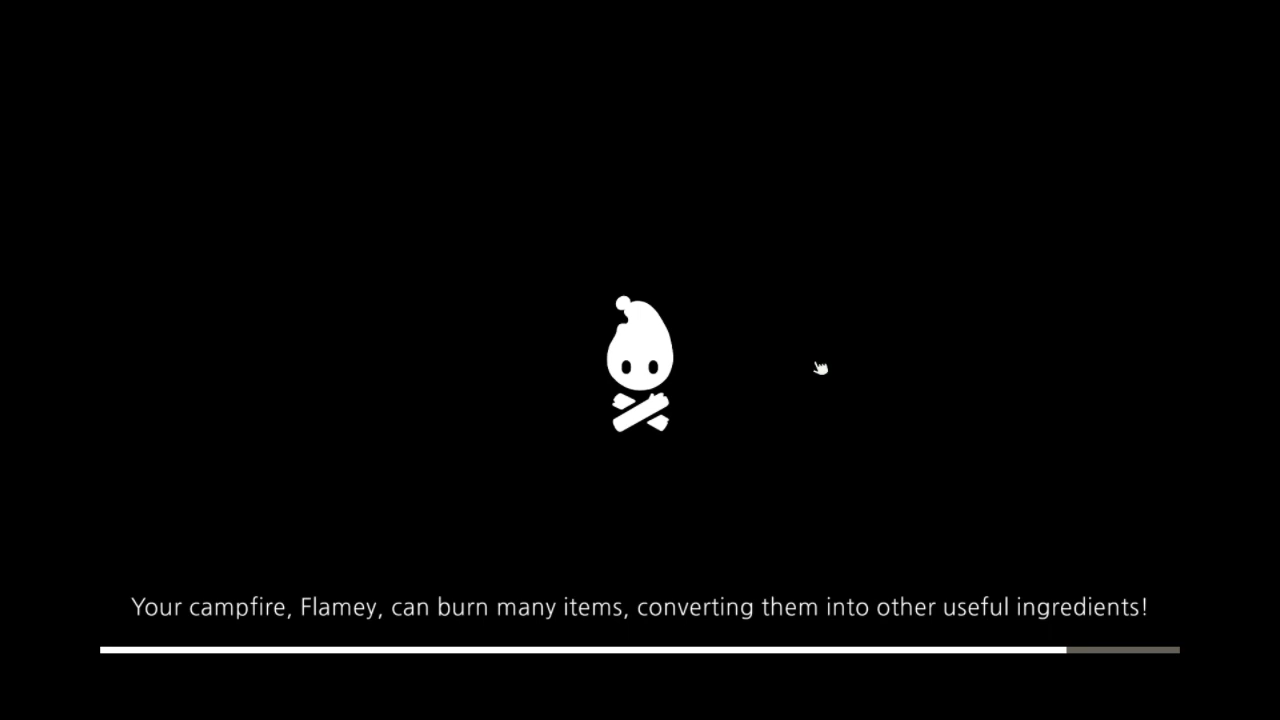 Your campfire, Flamey, can burn many items, converting them into other useful ingredients!